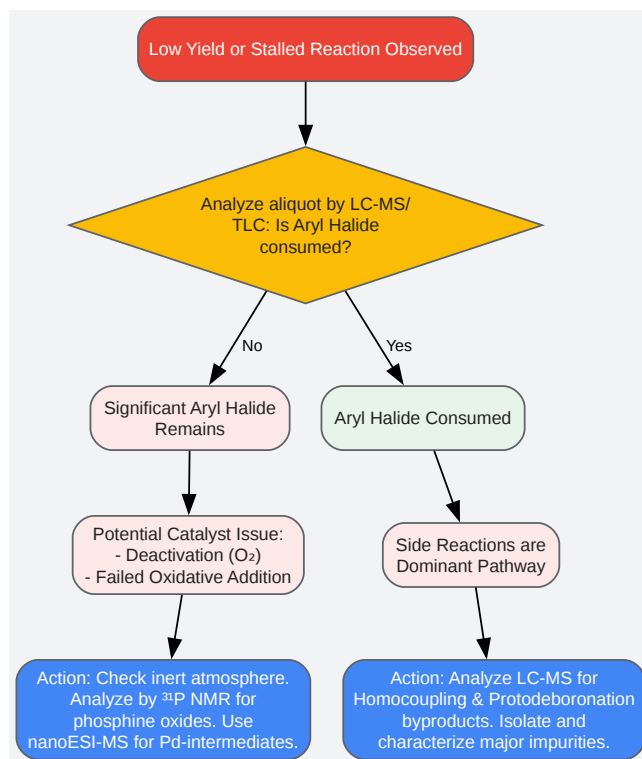 Low Yield or Stalled Reaction Observed
Analyze aliquot by LC-MS/
TLC: Is Aryl Halide
consumed?
No
Yes
Significant Aryl Halide
Remains
Aryl Halide Consumed
Potential Catalyst Issue:
- Deactivation (O₂)
- Failed Oxidative Addition
Side Reactions are
Dominant Pathway
Action: Check inert atmosphere.
Analyze by ³¹P NMR for
phosphine oxides. Use
nanoESI-MS for Pd-intermediates.
Action: Analyze LC-MS for
Homocoupling & Protodeboronation
byproducts. Isolate and
characterize major impurities.